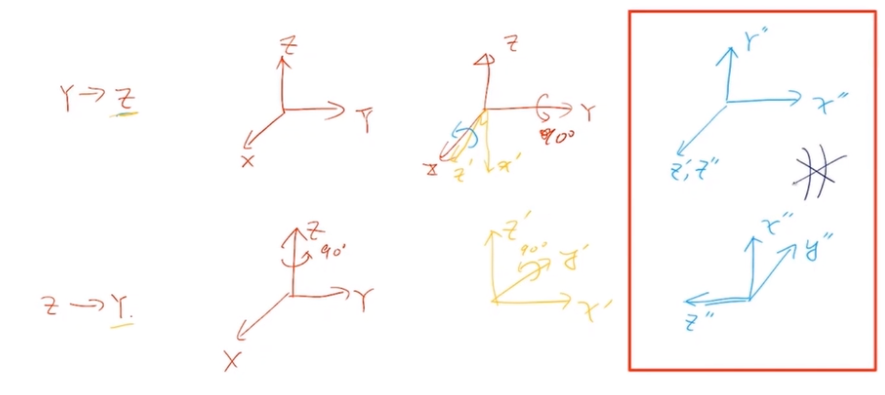 Y → Z
Z
Y
X
Z
Y
90°
X
Z'
X'
Y"
X"
Z', Z"
Z → Y.
Z
90°
Y
X
Z'
90°
y'
X'
X"
y"
Z"